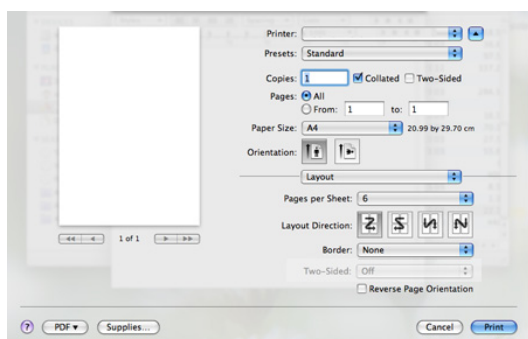 Printer:
Presets: Standard
Copies: 1 Collated Two-Sided
Pages: All
From: 1 to: 1
Paper Size: A4 20.99 by 29.70 cm
Orientation:
Layout
Pages per Sheet: 6
Layout Direction:
Border: None
Two-Sided: Off
Reverse Page Orientation
1 of 1
? PDF▾ Supplies... Cancel Print